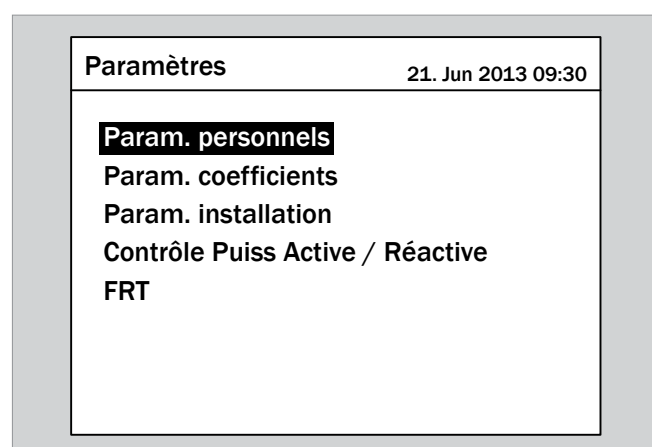 Paramètres 21. Jun 2013 09:30
Param. personnels
Param. coefficients
Param. installation
Contrôle Puiss Active / Réactive
FRT